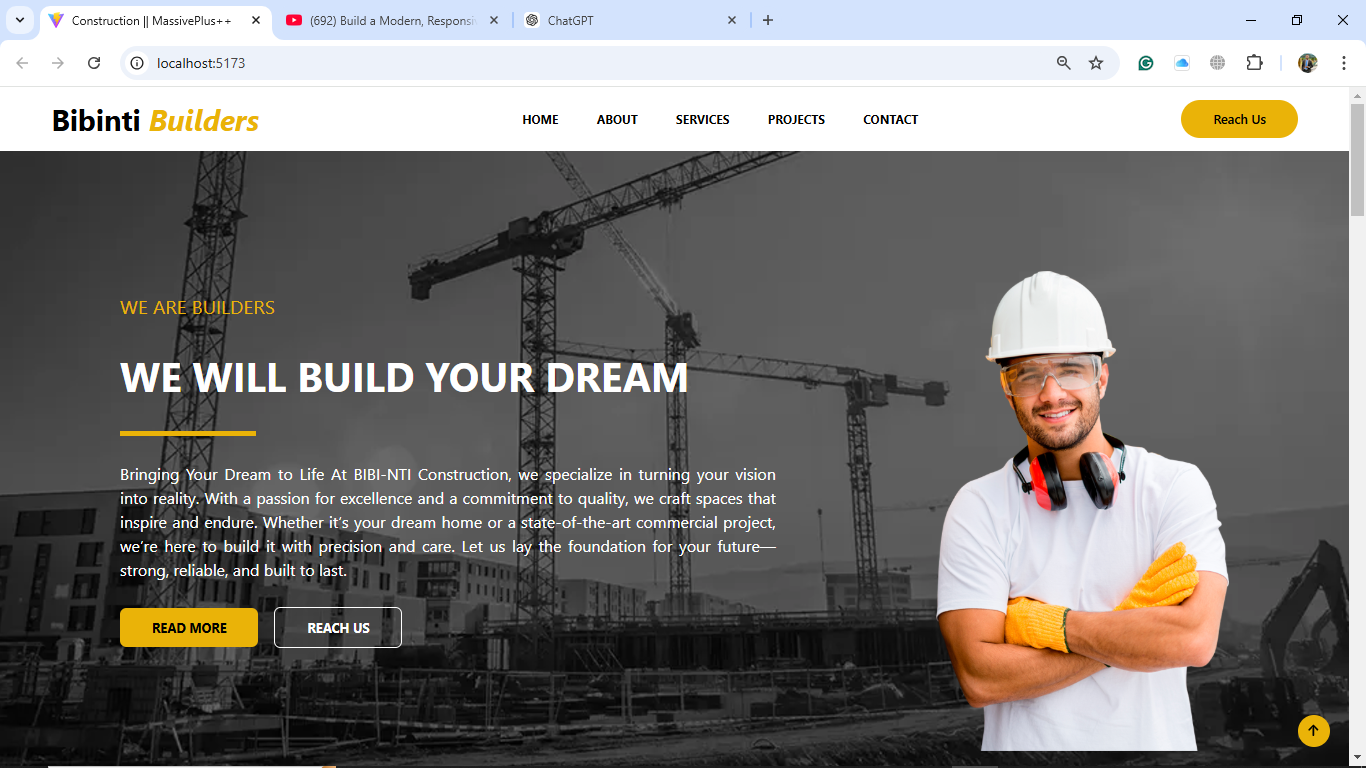 Construction || MassivePlus++
(692) Build a Modern, Responsi
ChatGPT
localhost:5173
Bibinti Builders
HOME ABOUT SERVICES PROJECTS CONTACT
Reach Us
WE ARE BUILDERS
WE WILL BUILD YOUR DREAM
Bringing Your Dream to Life At BIBI-NTI Construction, we specialize in turning your vision
into reality. With a passion for excellence and a commitment to quality, we craft spaces that
inspire and endure. Whether it’s your dream home or a state-of-the-art commercial project,
we’re here to build it with precision and care. Let us lay the foundation for your future—
strong, reliable, and built to last.
READ MORE REACH US